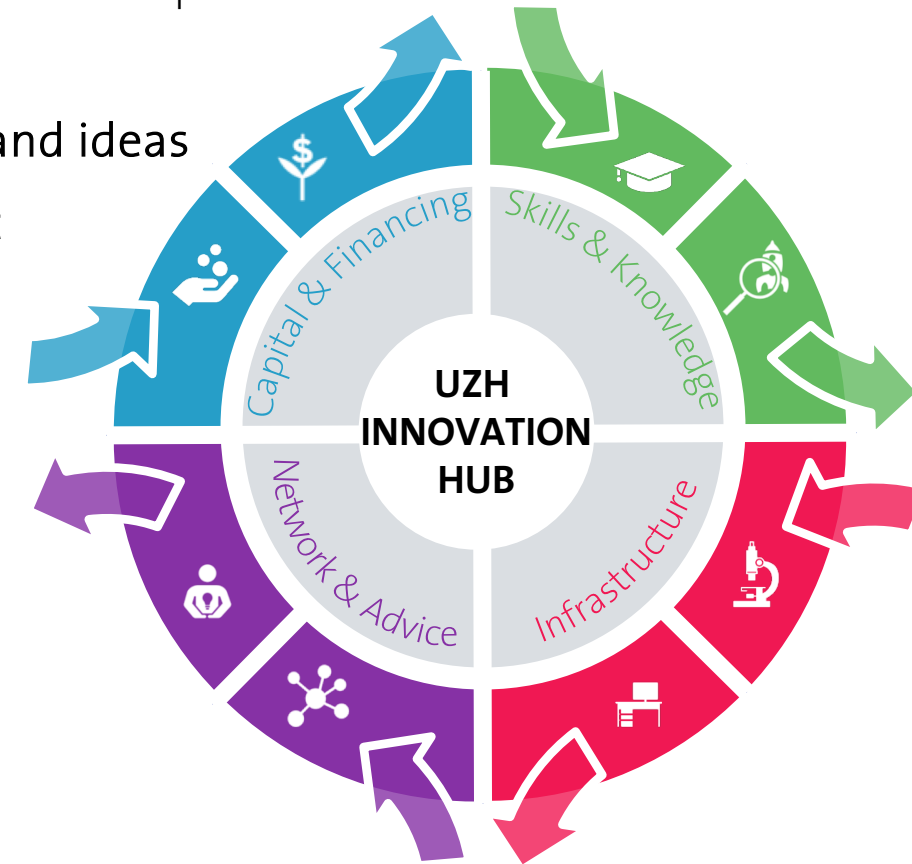 and ideas
Capital & Financing
Skills & Knowledge
UZH
INNOVATION
HUB
Network & Advice
Infrastructure